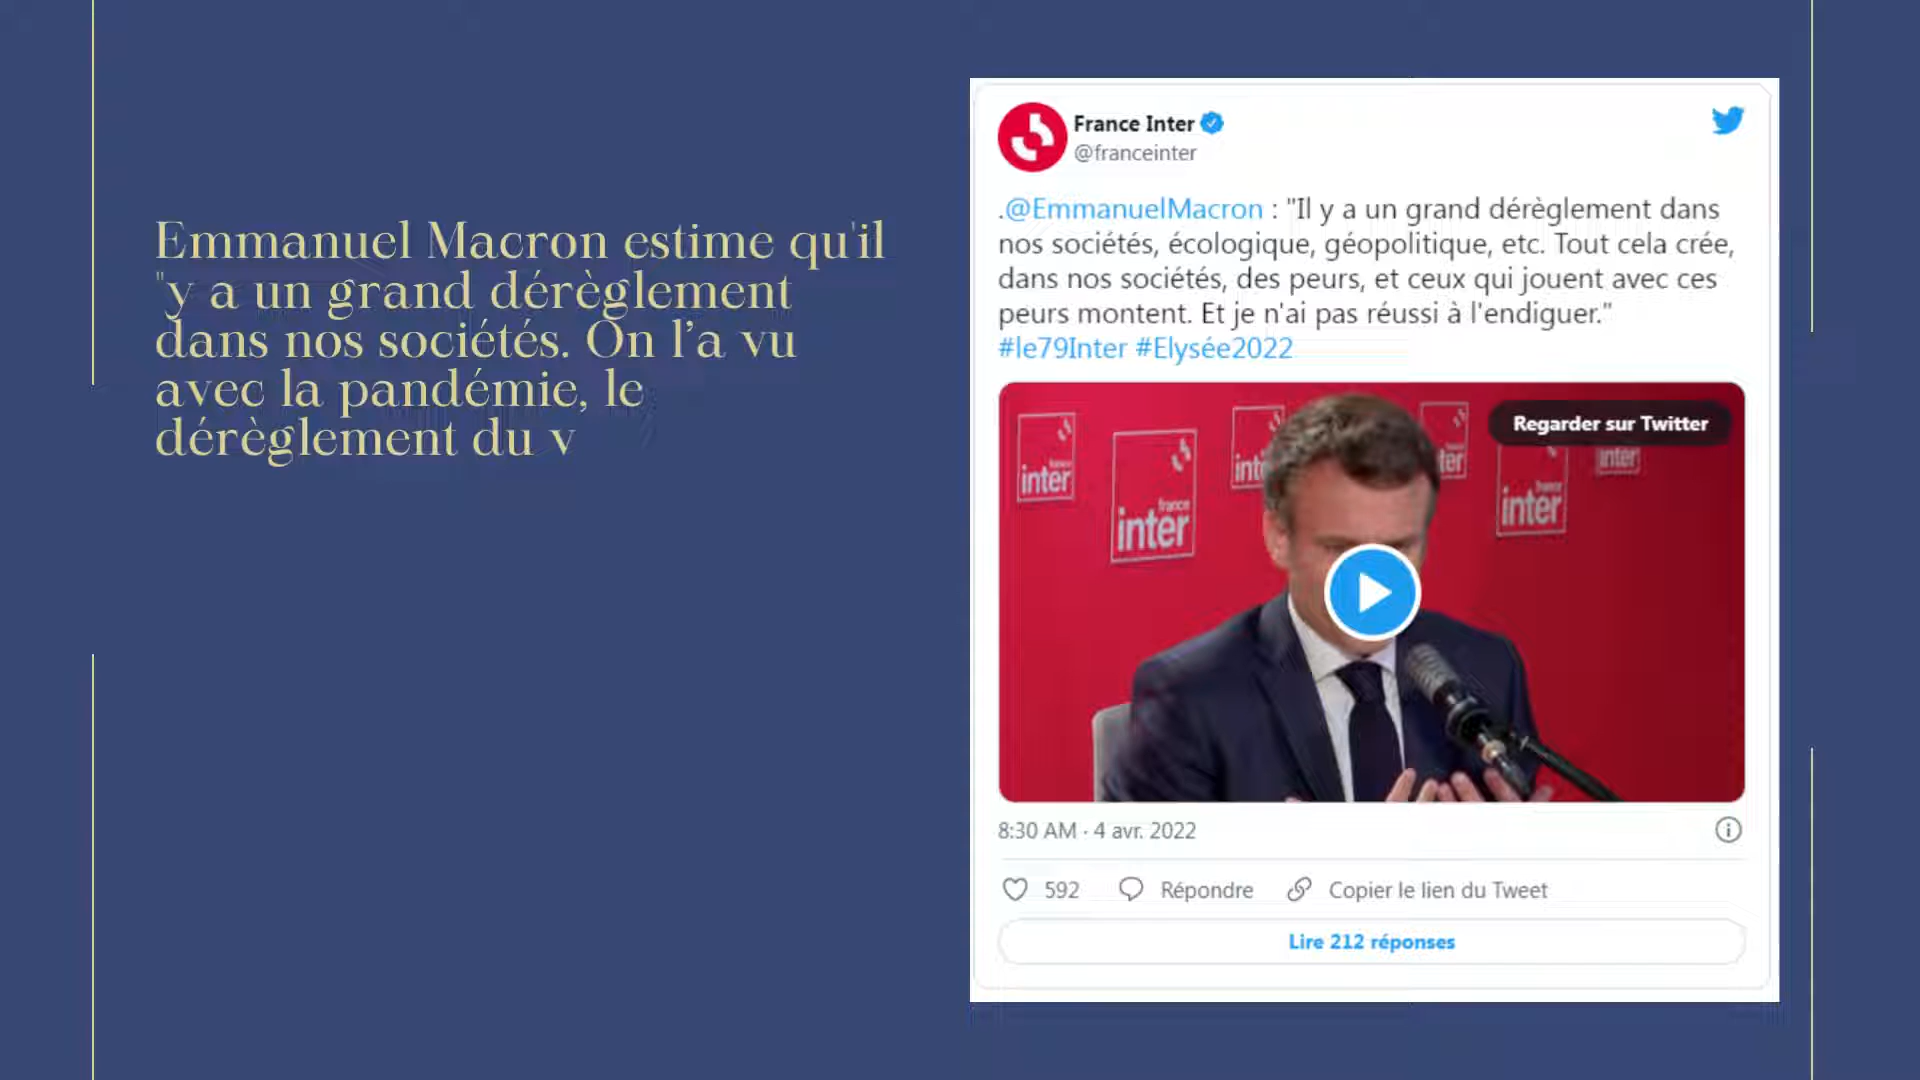 Emmanuel Macron estime qu'il
"y a un grand dérèglement
dans nos sociétés. On l’a vu
avec la pandémie, le
dérèglement du v
France Inter
@franceinter
.@EmmanuelMacron : "Il y a un grand dérèglement dans
nos sociétés, écologique, géopolitique, etc. Tout cela crée,
dans nos sociétés, des peurs, et ceux qui jouent avec ces
peurs montent. Et je n'ai pas réussi à l'endiguer."
#le79Inter #Elysée2022
Regarder sur Twitter
france
inter
france
inter
inter
inter
france
inter
8:30 AM · 4 avr. 2022
592 Répondre Copier le lien du Tweet
Lire 212 réponses